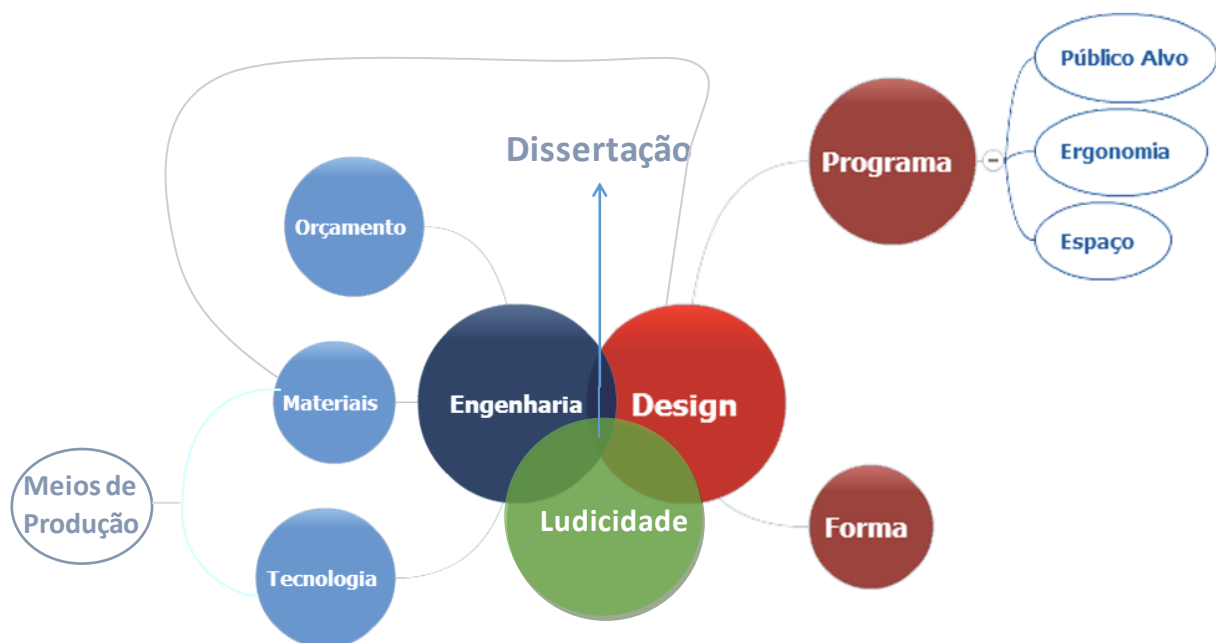 Público Alvo
Dissertação
Programa
Ergonomia
Orçamento
Espaço
Materiais
Engenharia
Design
Meios de
Produção
Ludicidade
Forma
Tecnologia